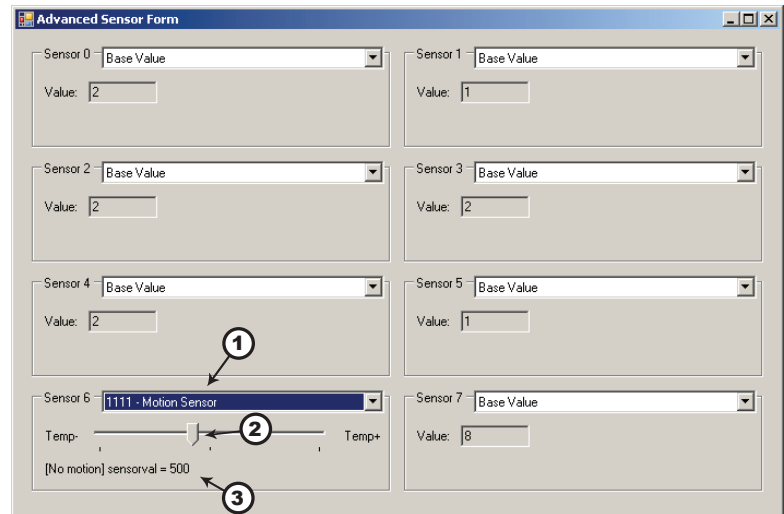 Advanced Sensor Form
Sensor 0 Base Value
Value: 2
Sensor 1 Base Value
Value: 1
Sensor 2 Base Value
Value: 2
Sensor 3 Base Value
Value: 2
Sensor 4 Base Value
Value: 2
Sensor 5 Base Value
Value: 1
1
Sensor 6 1111 - Motion Sensor
Temp- Temp+
2
[No motion] sensorval = 500
3
Sensor 7 Base Value
Value: 8